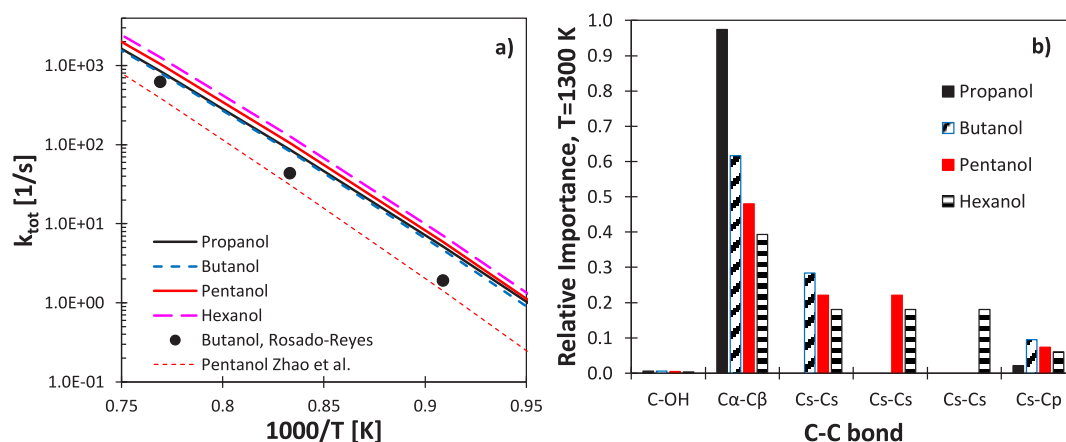 a)
k_tot [1/s]
1.0E+03
1.0E+02
1.0E+01
1.0E+00
1.0E-01
Propanol
Butanol
Pentanol
Hexanol
Butanol, Rosado-Reyes
Pentanol Zhao et al.
0.75
0.8
0.85
0.9
0.95
1000/T [K]
b)
Relative Importance, T=1300 K
1.0
0.9
0.8
0.7
0.6
0.5
0.4
0.3
0.2
0.1
0.0
Propanol
Butanol
Pentanol
Hexanol
C-OH
Cα-Cβ
Cs-Cs
Cs-Cs
Cs-Cs
Cs-Cp
C-C bond